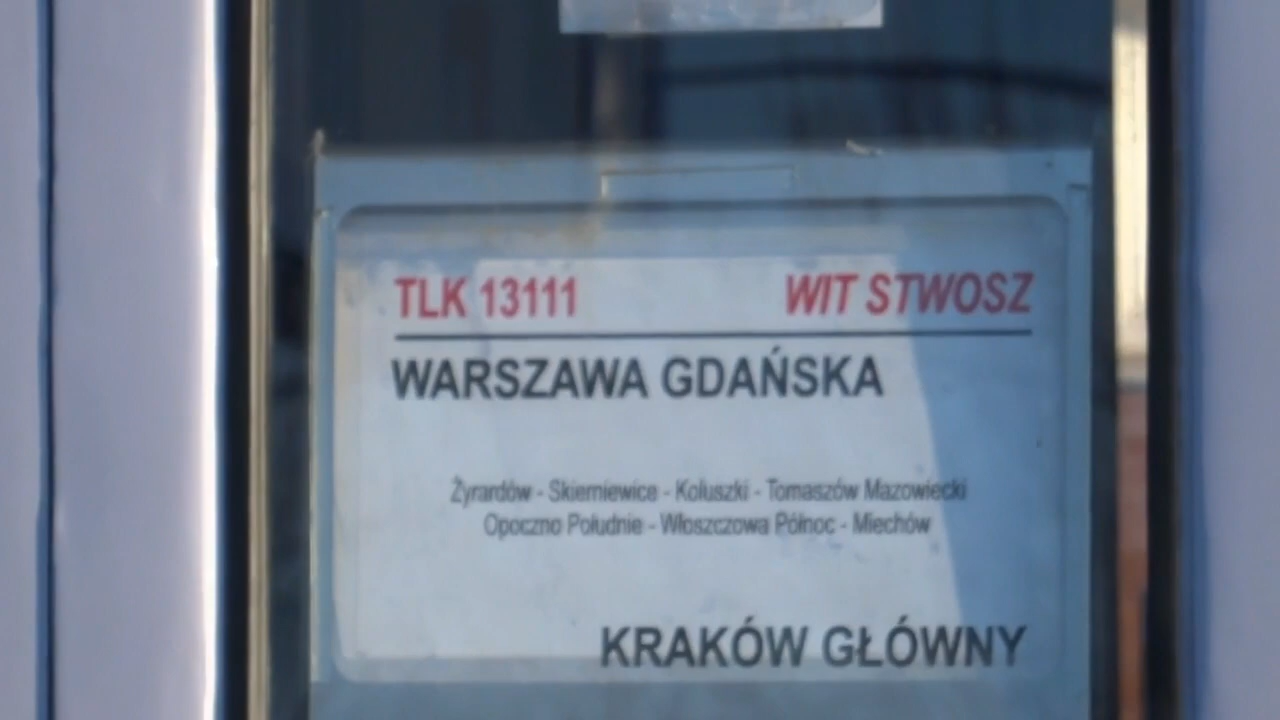 TLK 13111 WIT STWOSZ
WARSZAWA GDAŃSKA
Żyrardów - Skierniewice - Koluszki - Tomaszów Mazowiecki
Opoczno Południe - Włoszczowa Północ - Miechów
KRAKÓW GŁÓWNY